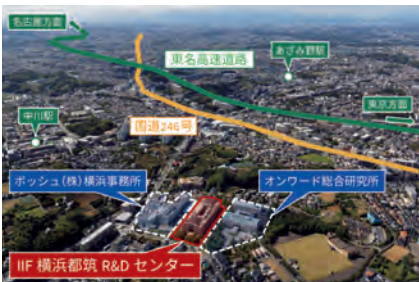 名古屋方面
東名高速道路
あざみ野駅
東京方面
中川駅
国道246号
ボッシュ(株)横浜事務所
オンワード総合研究所
IIF 横浜都筑 R&D センター